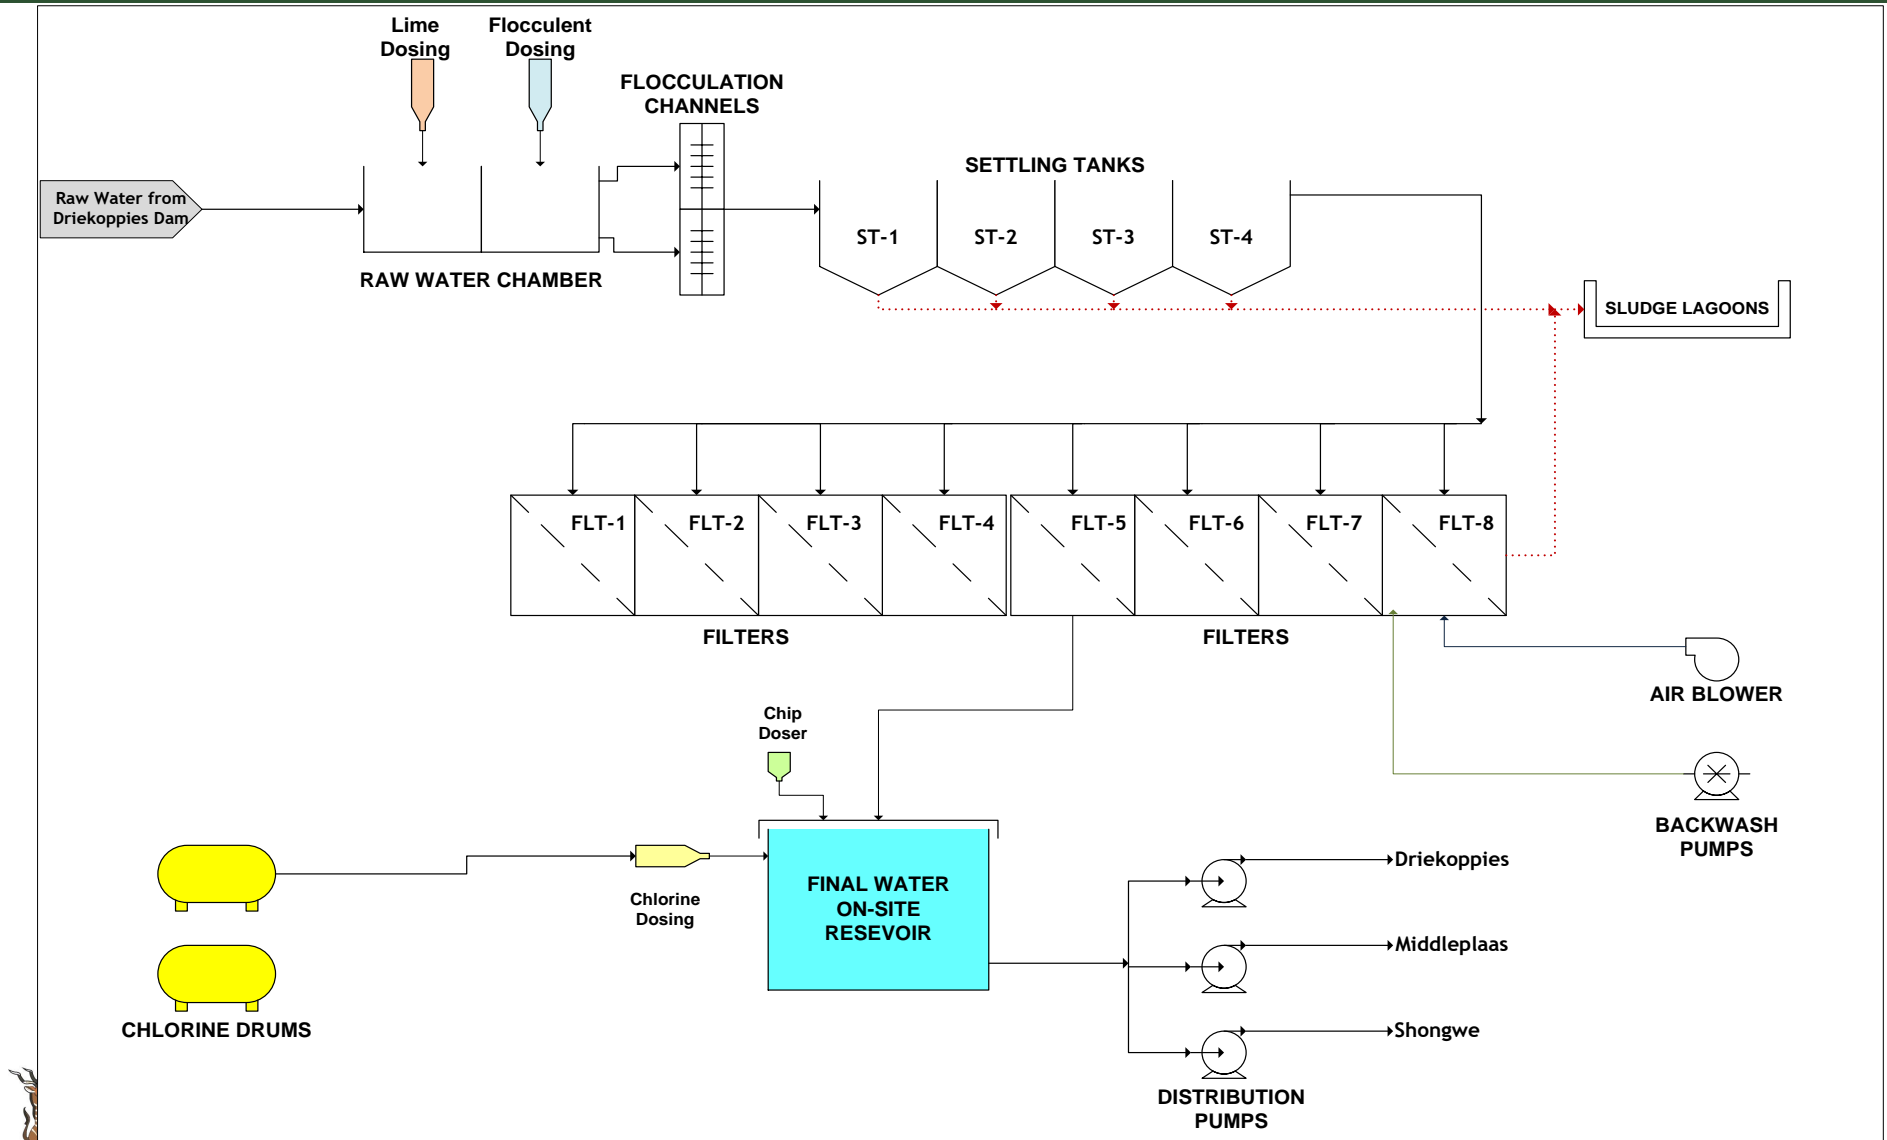 Lime
Dosing
Flocculent
Dosing
FLOCCULATION
CHANNELS
Raw Water from
Driekoppies Dam
RAW WATER CHAMBER
SETTLING TANKS
ST-1
ST-2
ST-3
ST-4
SLUDGE LAGOONS
FLT-1
FLT-2
FLT-3
FLT-4
FLT-5
FLT-6
FLT-7
FLT-8
FILTERS
FILTERS
AIR BLOWER
BACKWASH
PUMPS
Chip
Doser
Chlorine
Dosing
CHLORINE DRUMS
FINAL WATER
ON-SITE
RESEVOIR
Driekoppies
Middleplaas
Shongwe
DISTRIBUTION
PUMPS